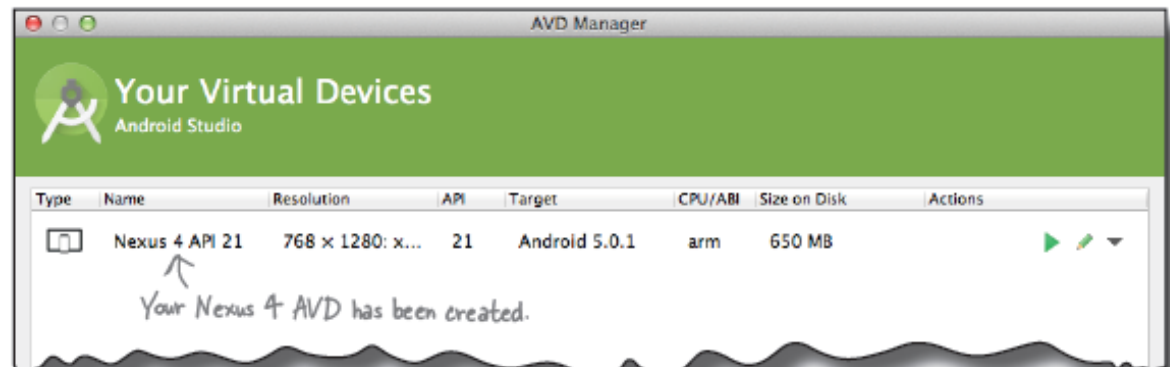 AVD Manager
Your Virtual Devices
Android Studio
Type Name Resolution API Target CPU/ABI Size on Disk Actions
Nexus 4 API 21 768 × 1280: x... 21 Android 5.0.1 arm 650 MB
Your Nexus 4 AVD has been created.